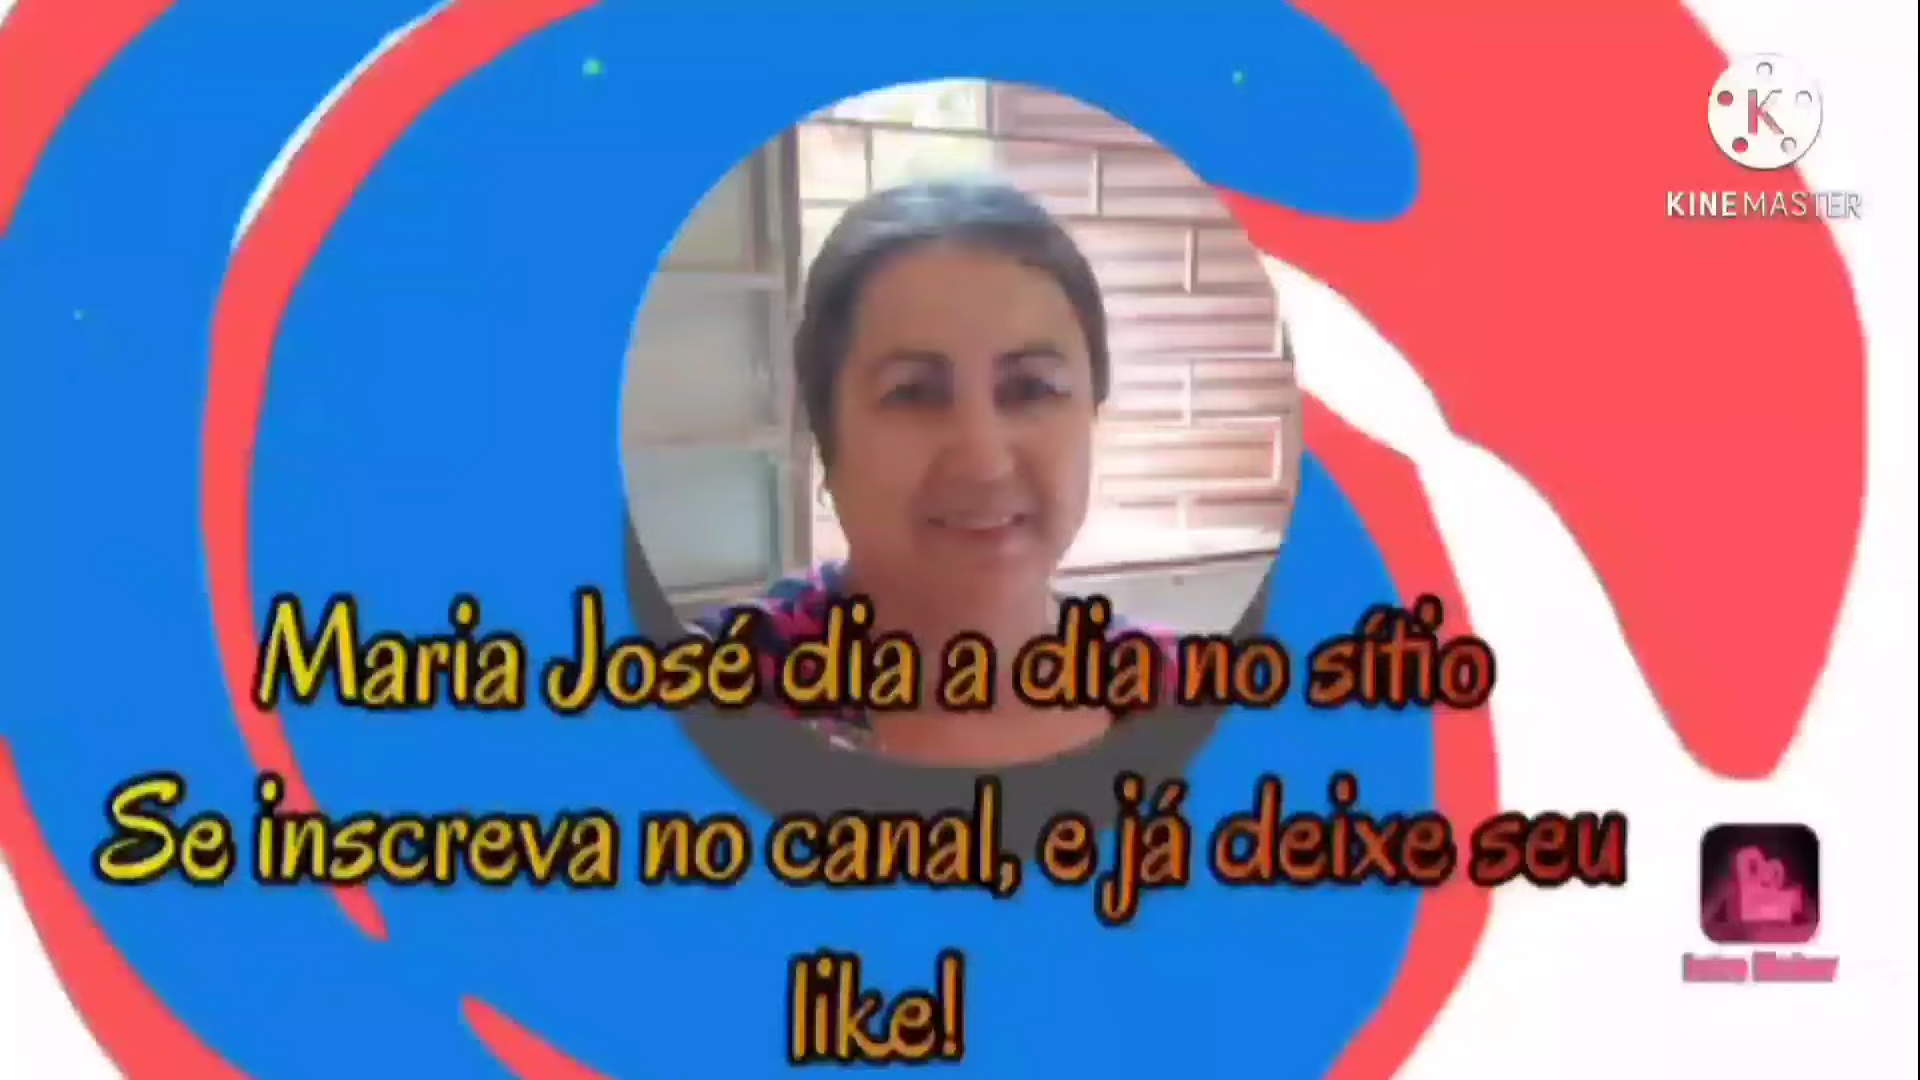 KINEMASTER
Maria José dia a dia no sítio
Se inscreva no canal, e já deixe seu
like!